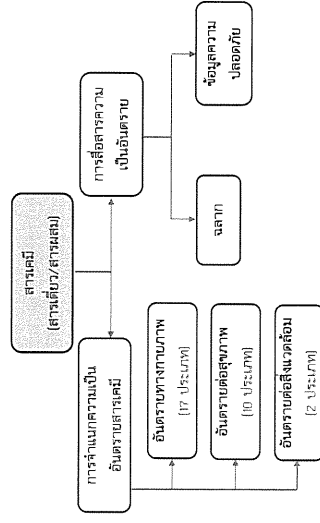 สารเคมี
(สารเดี่ยว/สารผสม)
การจำแนกความเป็น
อันตรายสารเคมี
อันตรายทางกายภาพ
(17 ประเภท)
อันตรายต่อสุขภาพ
(10 ประเภท)
อันตรายต่อสิ่งแวดล้อม
(2 ประเภท)
การสื่อสารความ
เป็นอันตราย
ฉลาก
ข้อมูลความ
ปลอดภัย